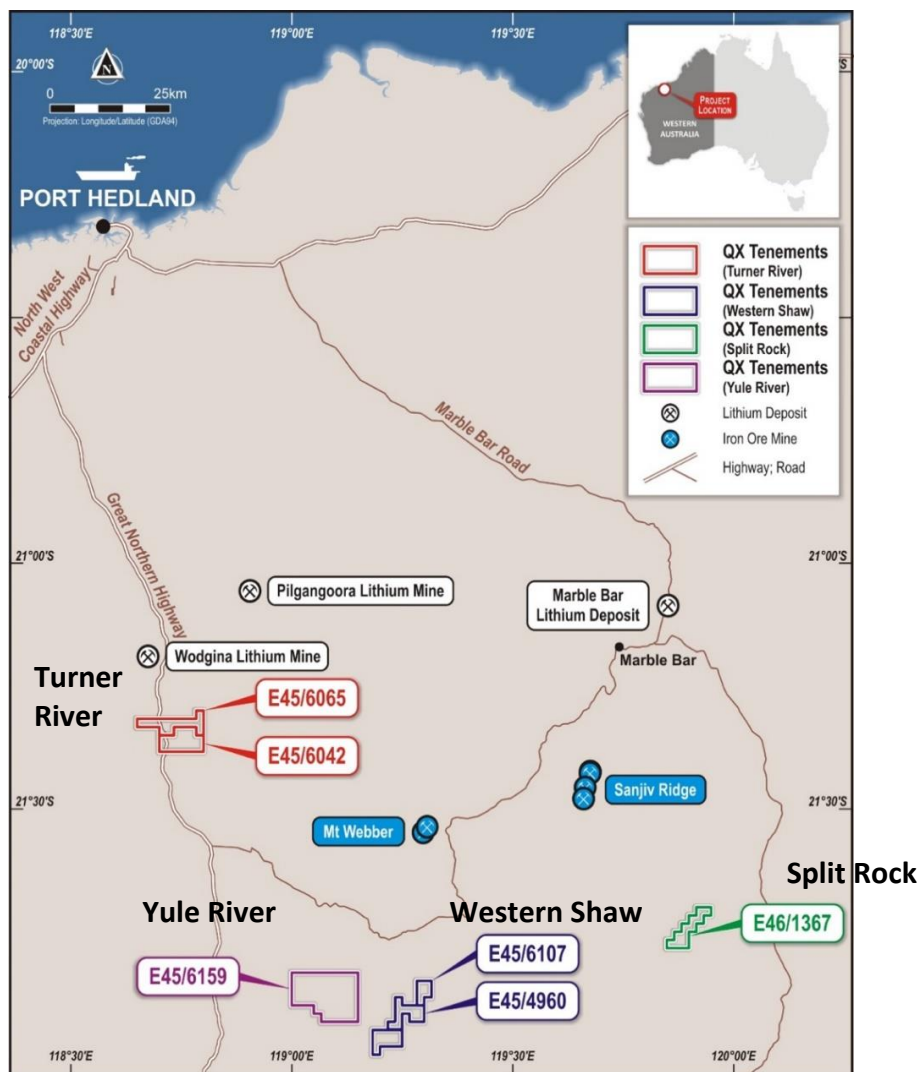 118°30'E
119°00'E
119°30'E
20°00'S
N
0
25km
Projection: Longitude/Latitude (GDA94)
PROJECT
LOCATION
WESTERN
AUSTRALIA
PORT HEDLAND
North West
Coastal Highway
QX Tenements
(Turner River)
QX Tenements
(Western Shaw)
QX Tenements
(Split Rock)
QX Tenements
(Yule River)
Lithium Deposit
Iron Ore Mine
Highway; Road
Marble Bar Road
Great Northern Highway
21°00'S
21°00'S
Pilgangoora Lithium Mine
Marble Bar
Lithium Deposit
Wodgina Lithium Mine
Marble Bar
Turner
River
E45/6065
E45/6042
Sanjiv Ridge
21°30'S
21°30'S
Mt Webber
Split Rock
Yule River
Western Shaw
E46/1367
E45/6107
E45/6159
E45/4960
118°30'E
119°00'E
119°30'E
120°00'E